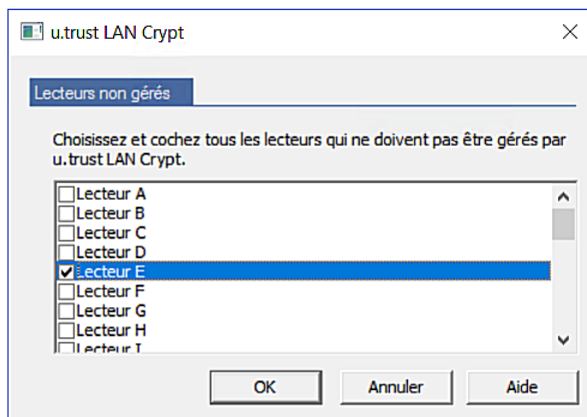 u.trust LAN Crypt
Lecteurs non gérés
Choisissez et cochez tous les lecteurs qui ne doivent pas être gérés par
u.trust LAN Crypt.
Lecteur A
Lecteur B
Lecteur C
Lecteur D
Lecteur E
Lecteur F
Lecteur G
Lecteur H
Lecteur I
OK Annuler Aide